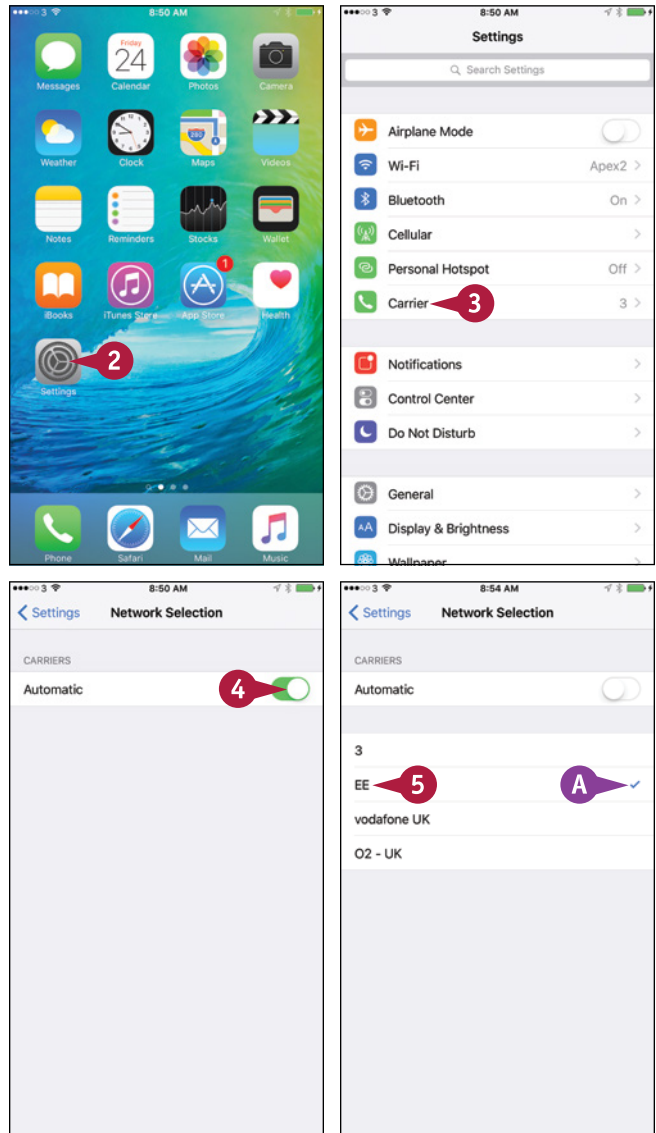 3 8:50 AM
Friday
24
Messages Calendar Photos Camera
280
Weather Clock Maps Videos
Notes Reminders Stocks Wallet
1
iBooks iTunes Store App Store Health
2
Settings
Phone Safari Mail Music
3 8:50 AM
Settings
Search Settings
Airplane Mode
Wi-Fi Apex2
Bluetooth On
Cellular
Personal Hotspot Off
Carrier 3 3
Notifications
Control Center
Do Not Disturb
General
AA Display & Brightness
Wallpaper
3 8:50 AM
Settings Network Selection
CARRIERS
Automatic 4
3 8:54 AM
Settings Network Selection
CARRIERS
Automatic
3
EE 5 A
vodafone UK
O2 - UK